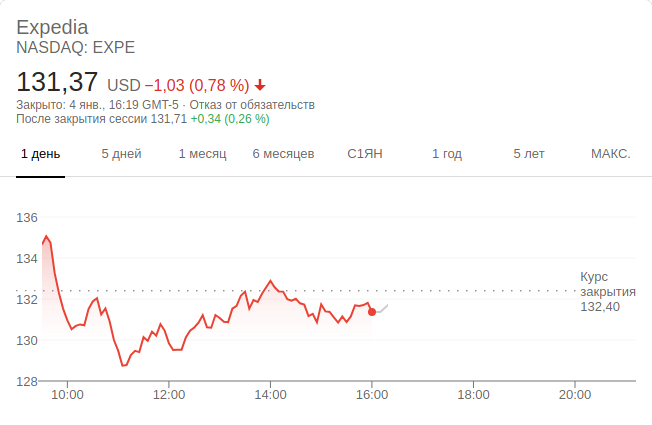 Expedia
NASDAQ: EXPE
131,37 USD −1,03 (0,78 %)
Закрыто: 4 янв., 16:19 GMT-5 · Отказ от обязательств
После закрытия сессии 131,71 +0,34 (0,26 %)
1 день 5 дней 1 месяц 6 месяцев С1ЯН 1 год 5 лет МАКС.
136
134
Курс
закрытия
132,40
132
130
128
10:00 12:00 14:00 16:00 18:00 20:00